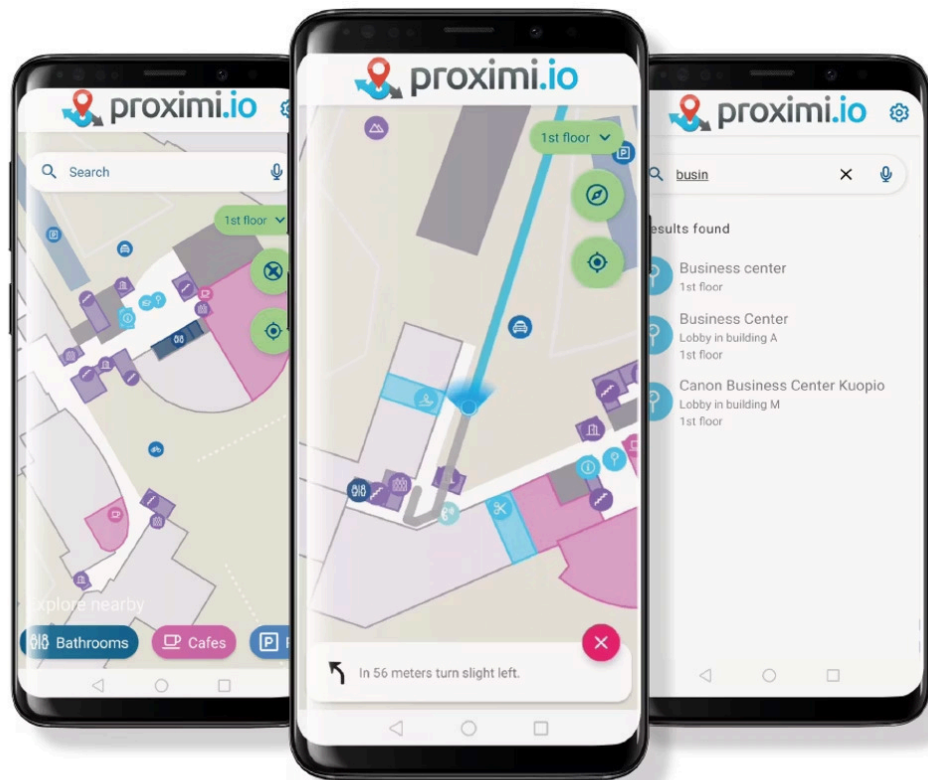 proximi.io
Search
1st floor
Explore nearby
Bathrooms
Cafes
P
proximi.io
1st floor
P
In 56 meters turn slight left.
proximi.io
busin
esults found
Business center
1st floor
Business Center
Lobby in building A
1st floor
Canon Business Center Kuopio
Lobby in building M
1st floor